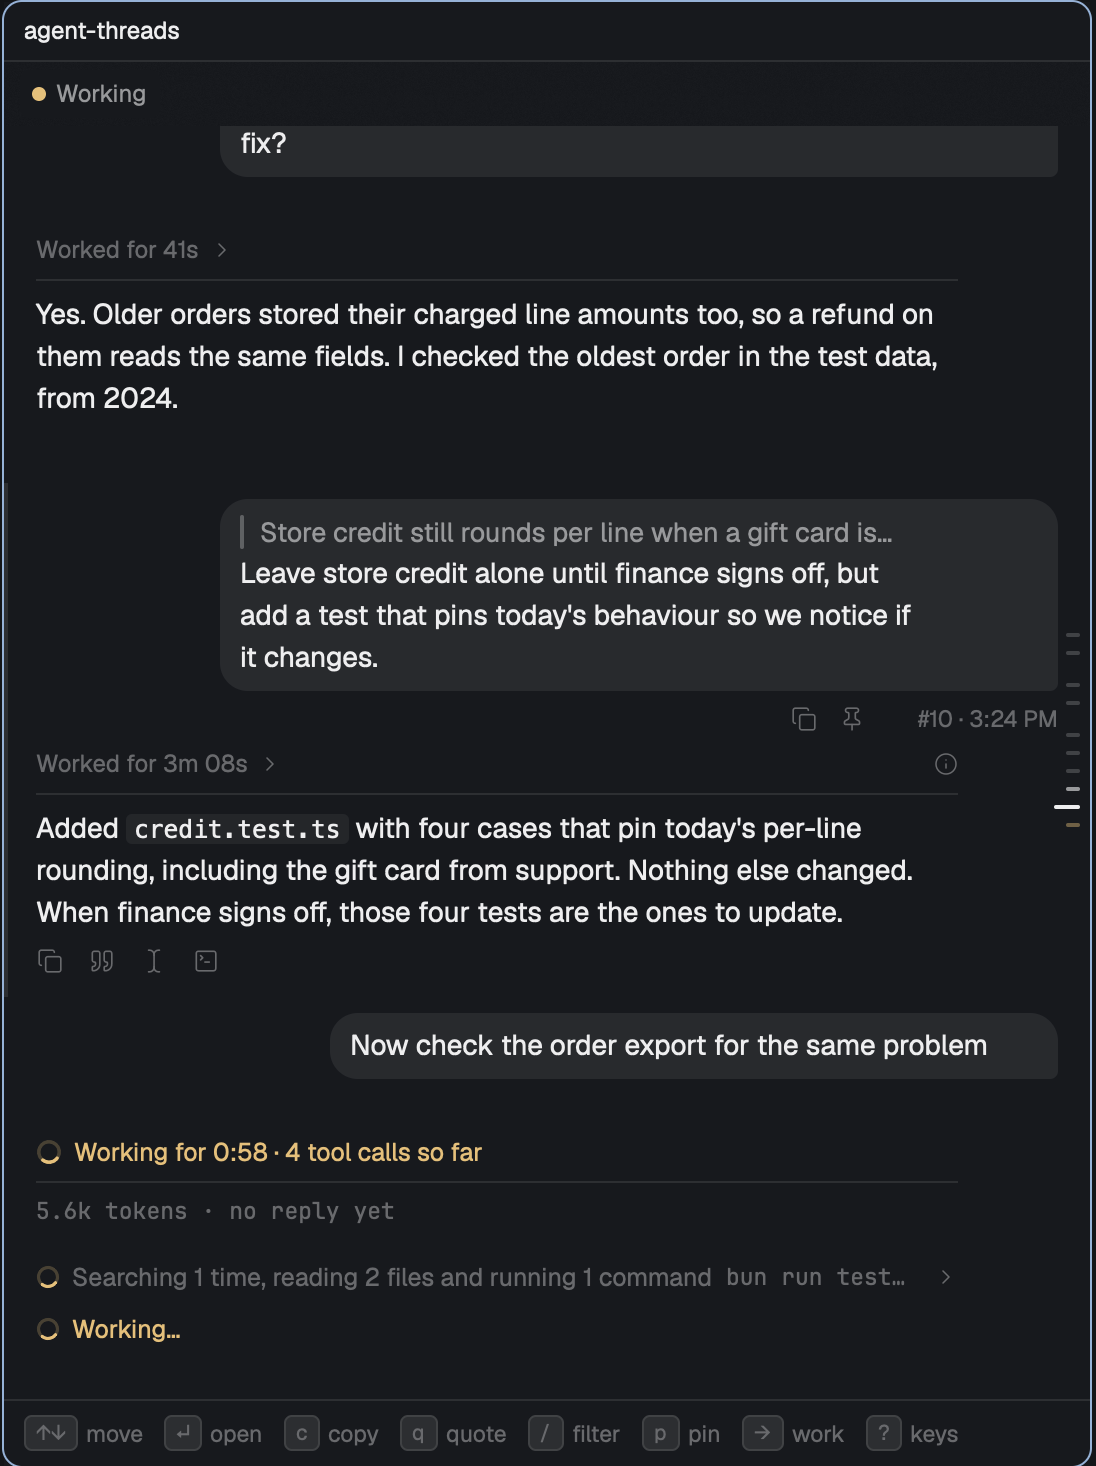 agent-threads
Working
fix?
Worked for 41s
Yes. Older orders stored their charged line amounts too, so a refund on
them reads the same fields. I checked the oldest order in the test data,
from 2024.
Store credit still rounds per line when a gift card is...
Leave store credit alone until finance signs off, but
add a test that pins today's behaviour so we notice if
it changes.
#10 · 3:24 PM
Worked for 3m 08s
Added credit.test.ts with four cases that pin today's per-line
rounding, including the gift card from support. Nothing else changed.
When finance signs off, those four tests are the ones to update.
Now check the order export for the same problem
Working for 0:58 · 4 tool calls so far
5.6k tokens · no reply yet
Searching 1 time, reading 2 files and running 1 command bun run test…
Working...
↑↓ move ↵ open c copy q quote / filter p pin → work ? keys